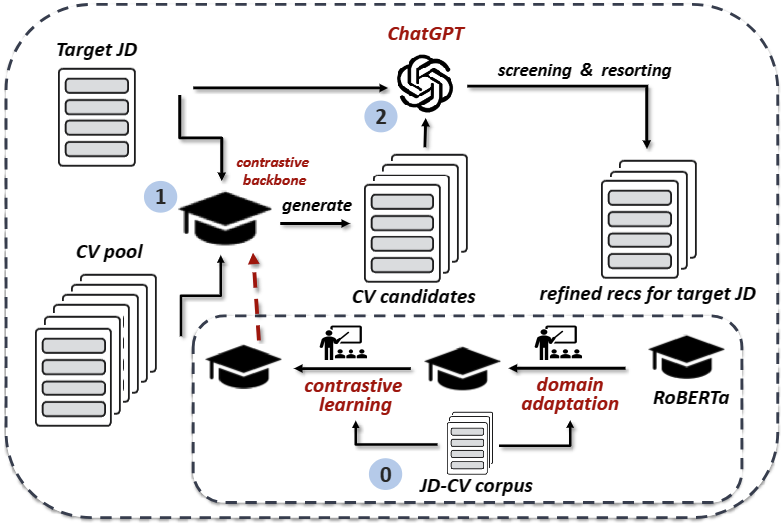 ChatGPT
Target JD
screening & resorting
2
contrastive
backbone
1
generate
CV pool
CV candidates
refined recs for target JD
contrastive
learning
domain
adaptation
RoBERTa
0
JD-CV corpus